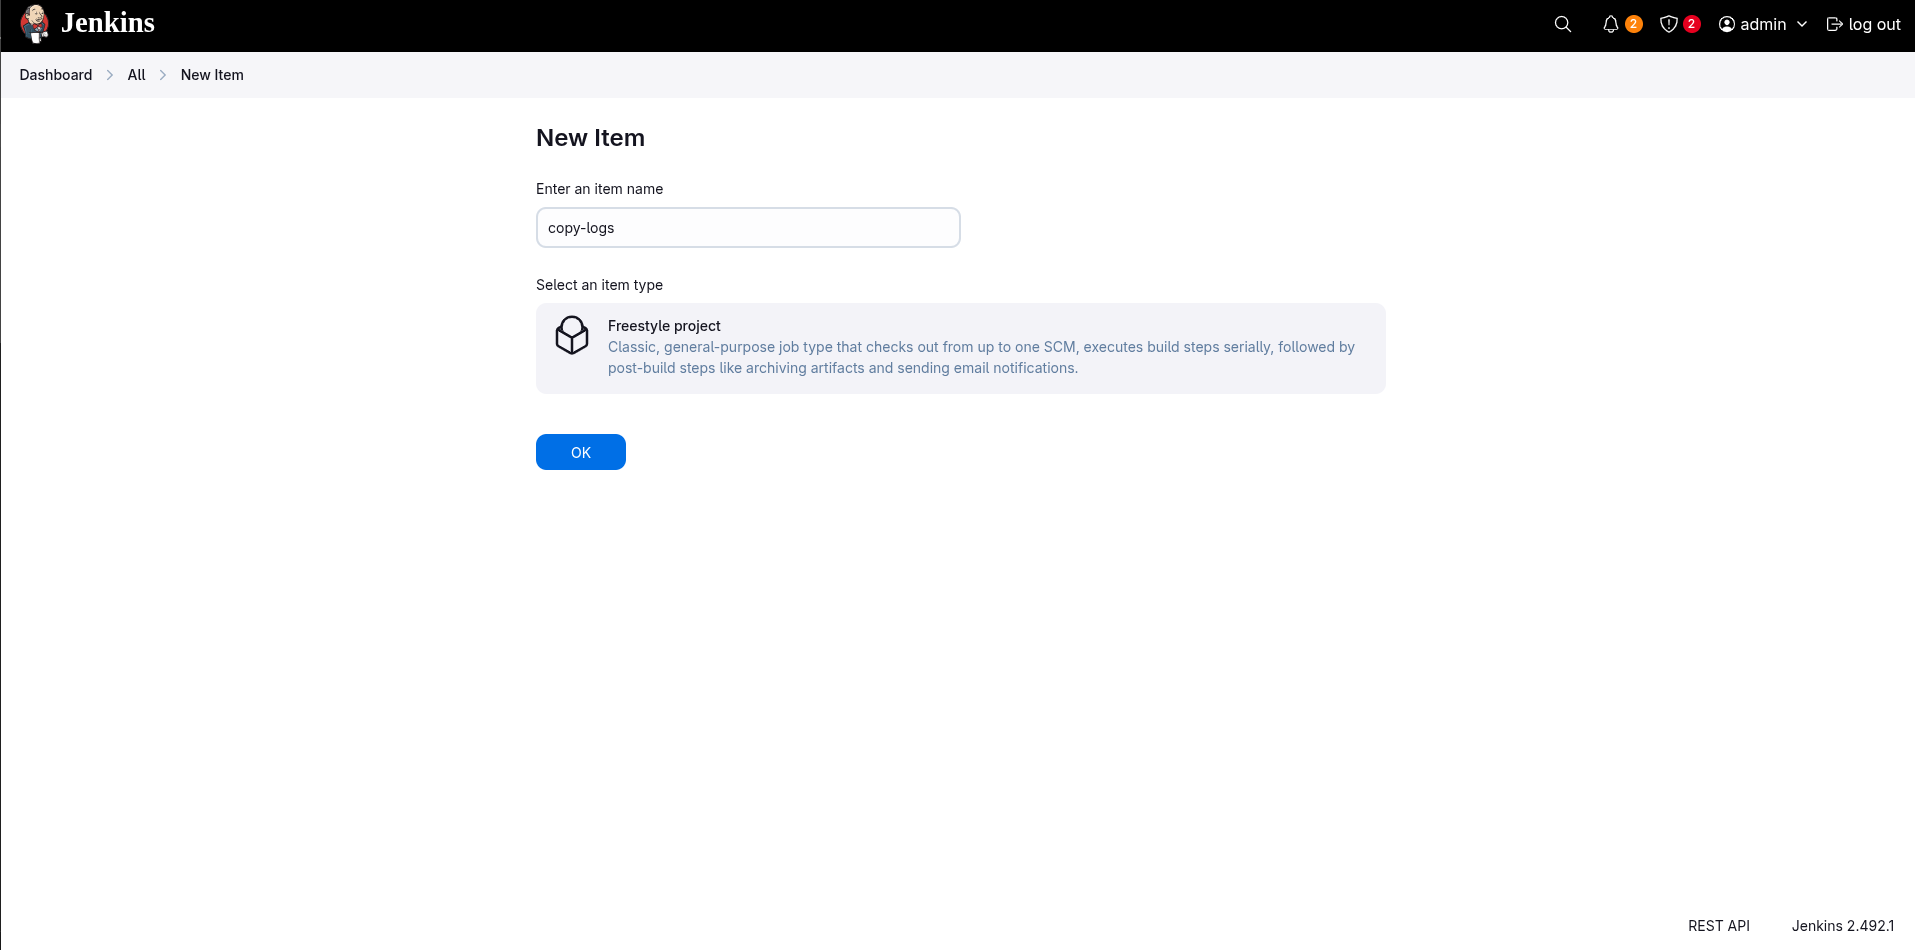 Jenkins
2
2
admin
log out
Dashboard
All
New Item
New Item
Enter an item name
copy-logs
Select an item type
Freestyle project
Classic, general-purpose job type that checks out from up to one SCM, executes build steps serially, followed by
post-build steps like archiving artifacts and sending email notifications.
OK
REST API
Jenkins 2.492.1